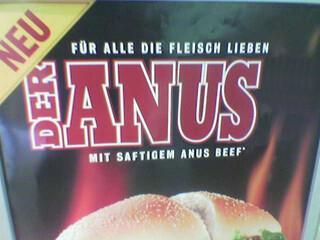 NEU
FÜR ALLE DIE FLEISCH LIEBEN
DER
ANUS
MIT SAFTIGEM ANUS BEEF*